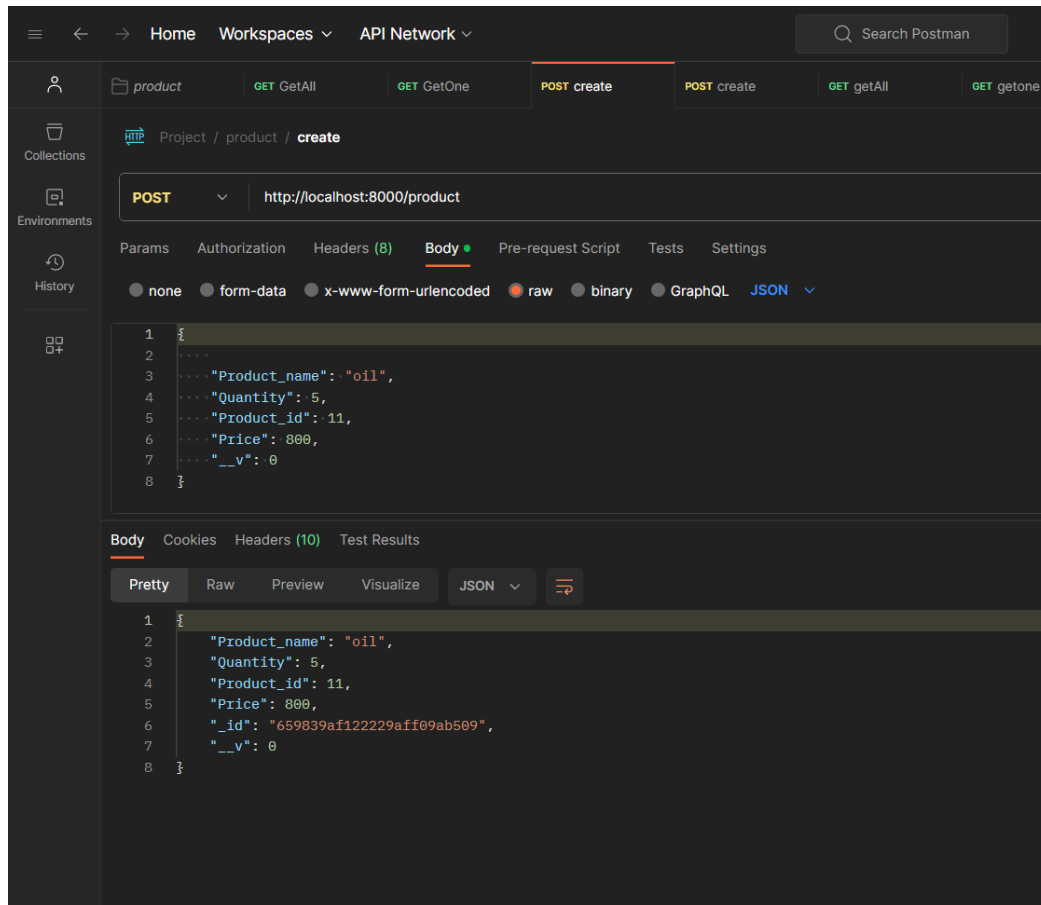 Home Workspaces API Network Search Postman
product GET GetAll GET GetOne POST create POST create GET getAll GET getone
Collections
Environments
History
HTTP Project / product / create
POST http://localhost:8000/product
Params Authorization Headers (8) Body Pre-request Script Tests Settings
none form-data x-www-form-urlencoded raw binary GraphQL JSON
1 {
2 ····
3 ····"Product_name":·"oil",
4 ····"Quantity":·5,
5 ····"Product_id":·11,
6 ····"Price":·800,
7 ····"__v":·0
8 }
Body Cookies Headers (10) Test Results
Pretty Raw Preview Visualize JSON
1 {
2 "Product_name": "oil",
3 "Quantity": 5,
4 "Product_id": 11,
5 "Price": 800,
6 "_id": "659839af122229aff09ab509",
7 "__v": 0
8 }